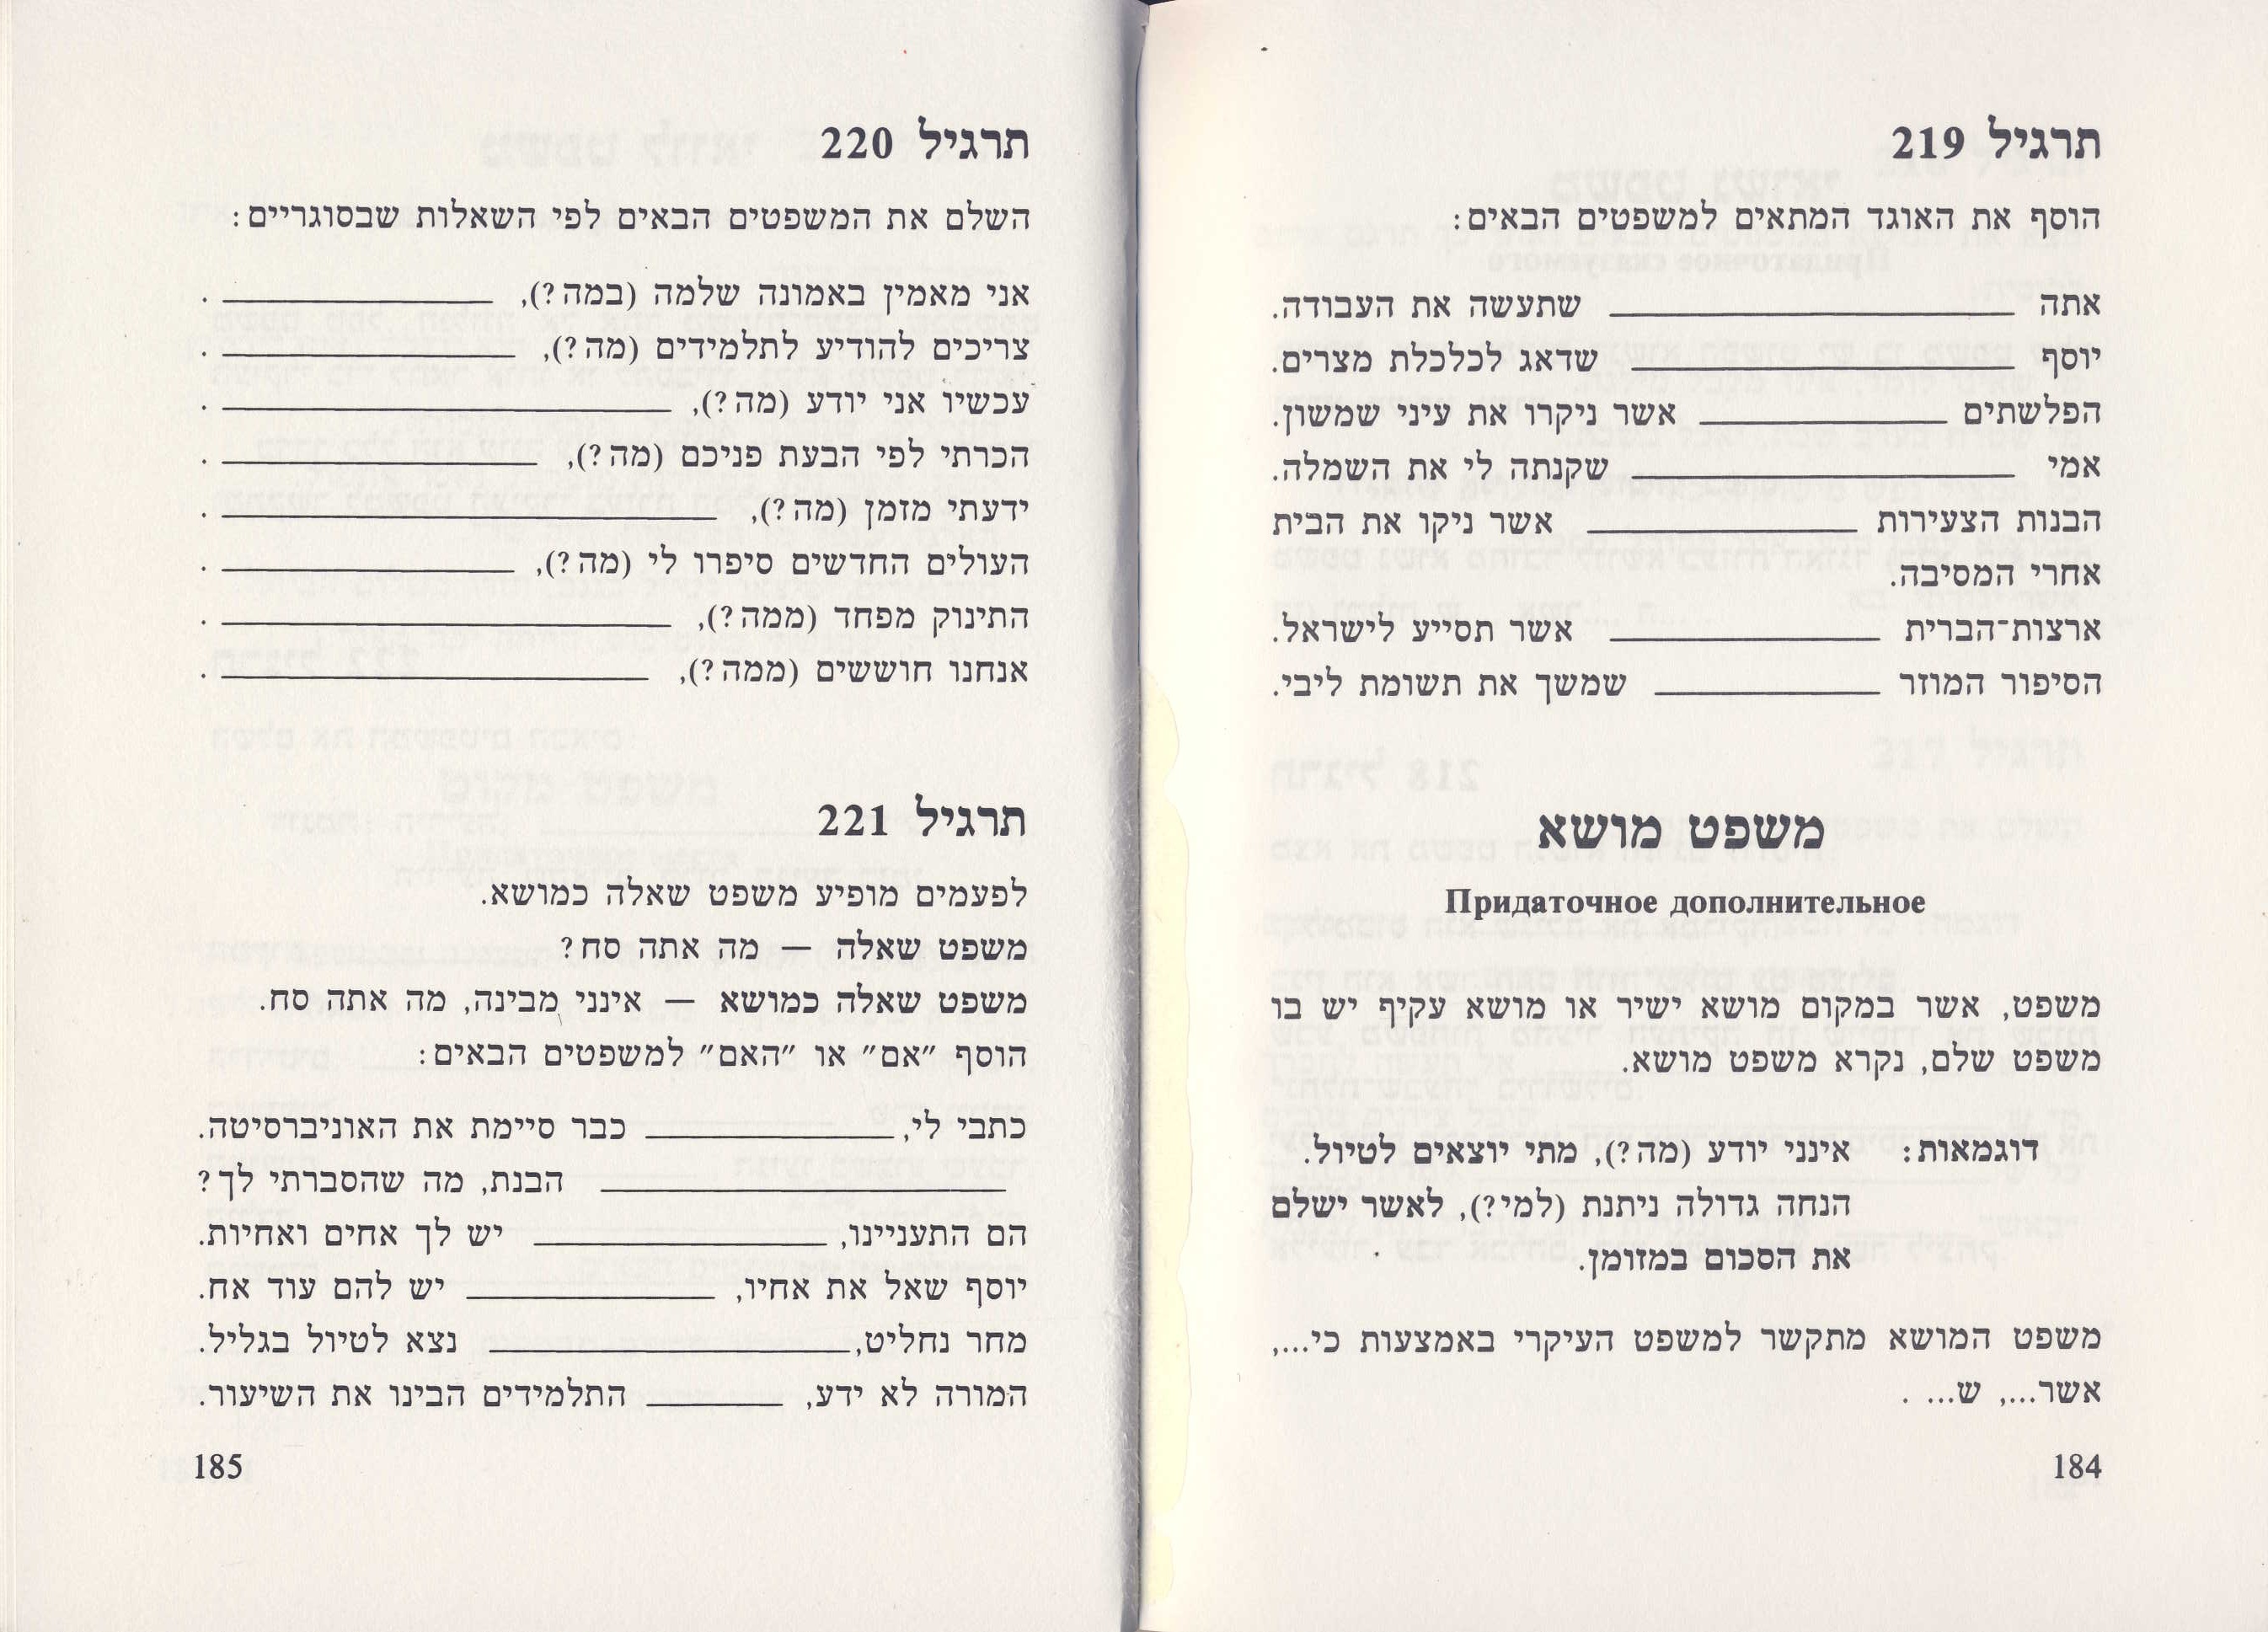 תרגיל 219
הוסף את האוגד המתאים למשפטים הבאים:
אתה ________ שתעשה את העבודה.
יוסף ________ שדאג לכלכלת מצרים.
הפלשתים ________ אשר ניקרו את עיני שמשון.
אמי ________ שקנתה לי את השמלה.
הבנות הצעירות ________ אשר ניקו את הבית
אחרי המסיבה.
ארצות־הברית ________ אשר תסייע לישראל.
הסיפור המוזר ________ שמשך את תשומת ליבי.
משפט מושא
Придаточное дополнительное
משפט, אשר במקום מושא ישיר או מושא עקיף יש בו
משפט שלם, נקרא משפט מושא.
דוגמאות: אינני יודע (מה?), מתי יוצאים לטיול.
הנחה גדולה ניתנת (למי?), לאשר ישלם
את הסכום במזומן.
משפט המושא מתקשר למשפט העיקרי באמצעות כי...,
אשר..., ש... .
184
תרגיל 220
השלם את המשפטים הבאים לפי השאלות שבסוגריים:
אני מאמין באמונה שלמה (במה?), ________ .
צריכים להודיע לתלמידים (מה?), ________ .
עכשיו אני יודע (מה?), ________ .
הכרתי לפי הבעת פניכם (מה?), ________ .
ידעתי מזמן (מה?), ________ .
העולים החדשים סיפרו לי (מה?), ________ .
התינוק מפחד (ממה?), ________ .
אנחנו חוששים (ממה?), ________ .
תרגיל 221
לפעמים מופיע משפט שאלה כמושא.
משפט שאלה — מה אתה סח?
משפט שאלה כמושא — אינני מבינה, מה אתה סח.
הוסף "אם" או "האם" למשפטים הבאים:
כתבי לי, ________ כבר סיימת את האוניברסיטה.
________ הבנת, מה שהסברתי לך?
הם התעניינו, ________ יש לך אחים ואחיות.
יוסף שאל את אחיו, ________ יש להם עוד אח.
מחר נחליט, ________ נצא לטיול בגליל.
המורה לא ידע, ________ התלמידים הבינו את השיעור.
185